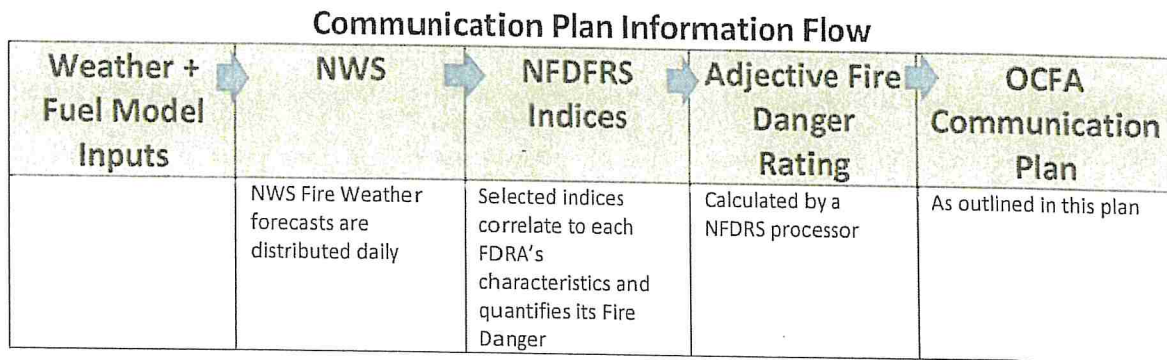 Communication Plan Information Flow
Weather +
Fuel Model
Inputs
NWS
NFDFRS
Indices
Adjective Fire
Danger
Rating
OCFA
Communication
Plan
NWS Fire Weather
forecasts are
distributed daily
Selected indices
correlate to each
FDRA's
characteristics and
quantifies its Fire
Danger
Calculated by a
NFDRS processor
As outlined in this plan